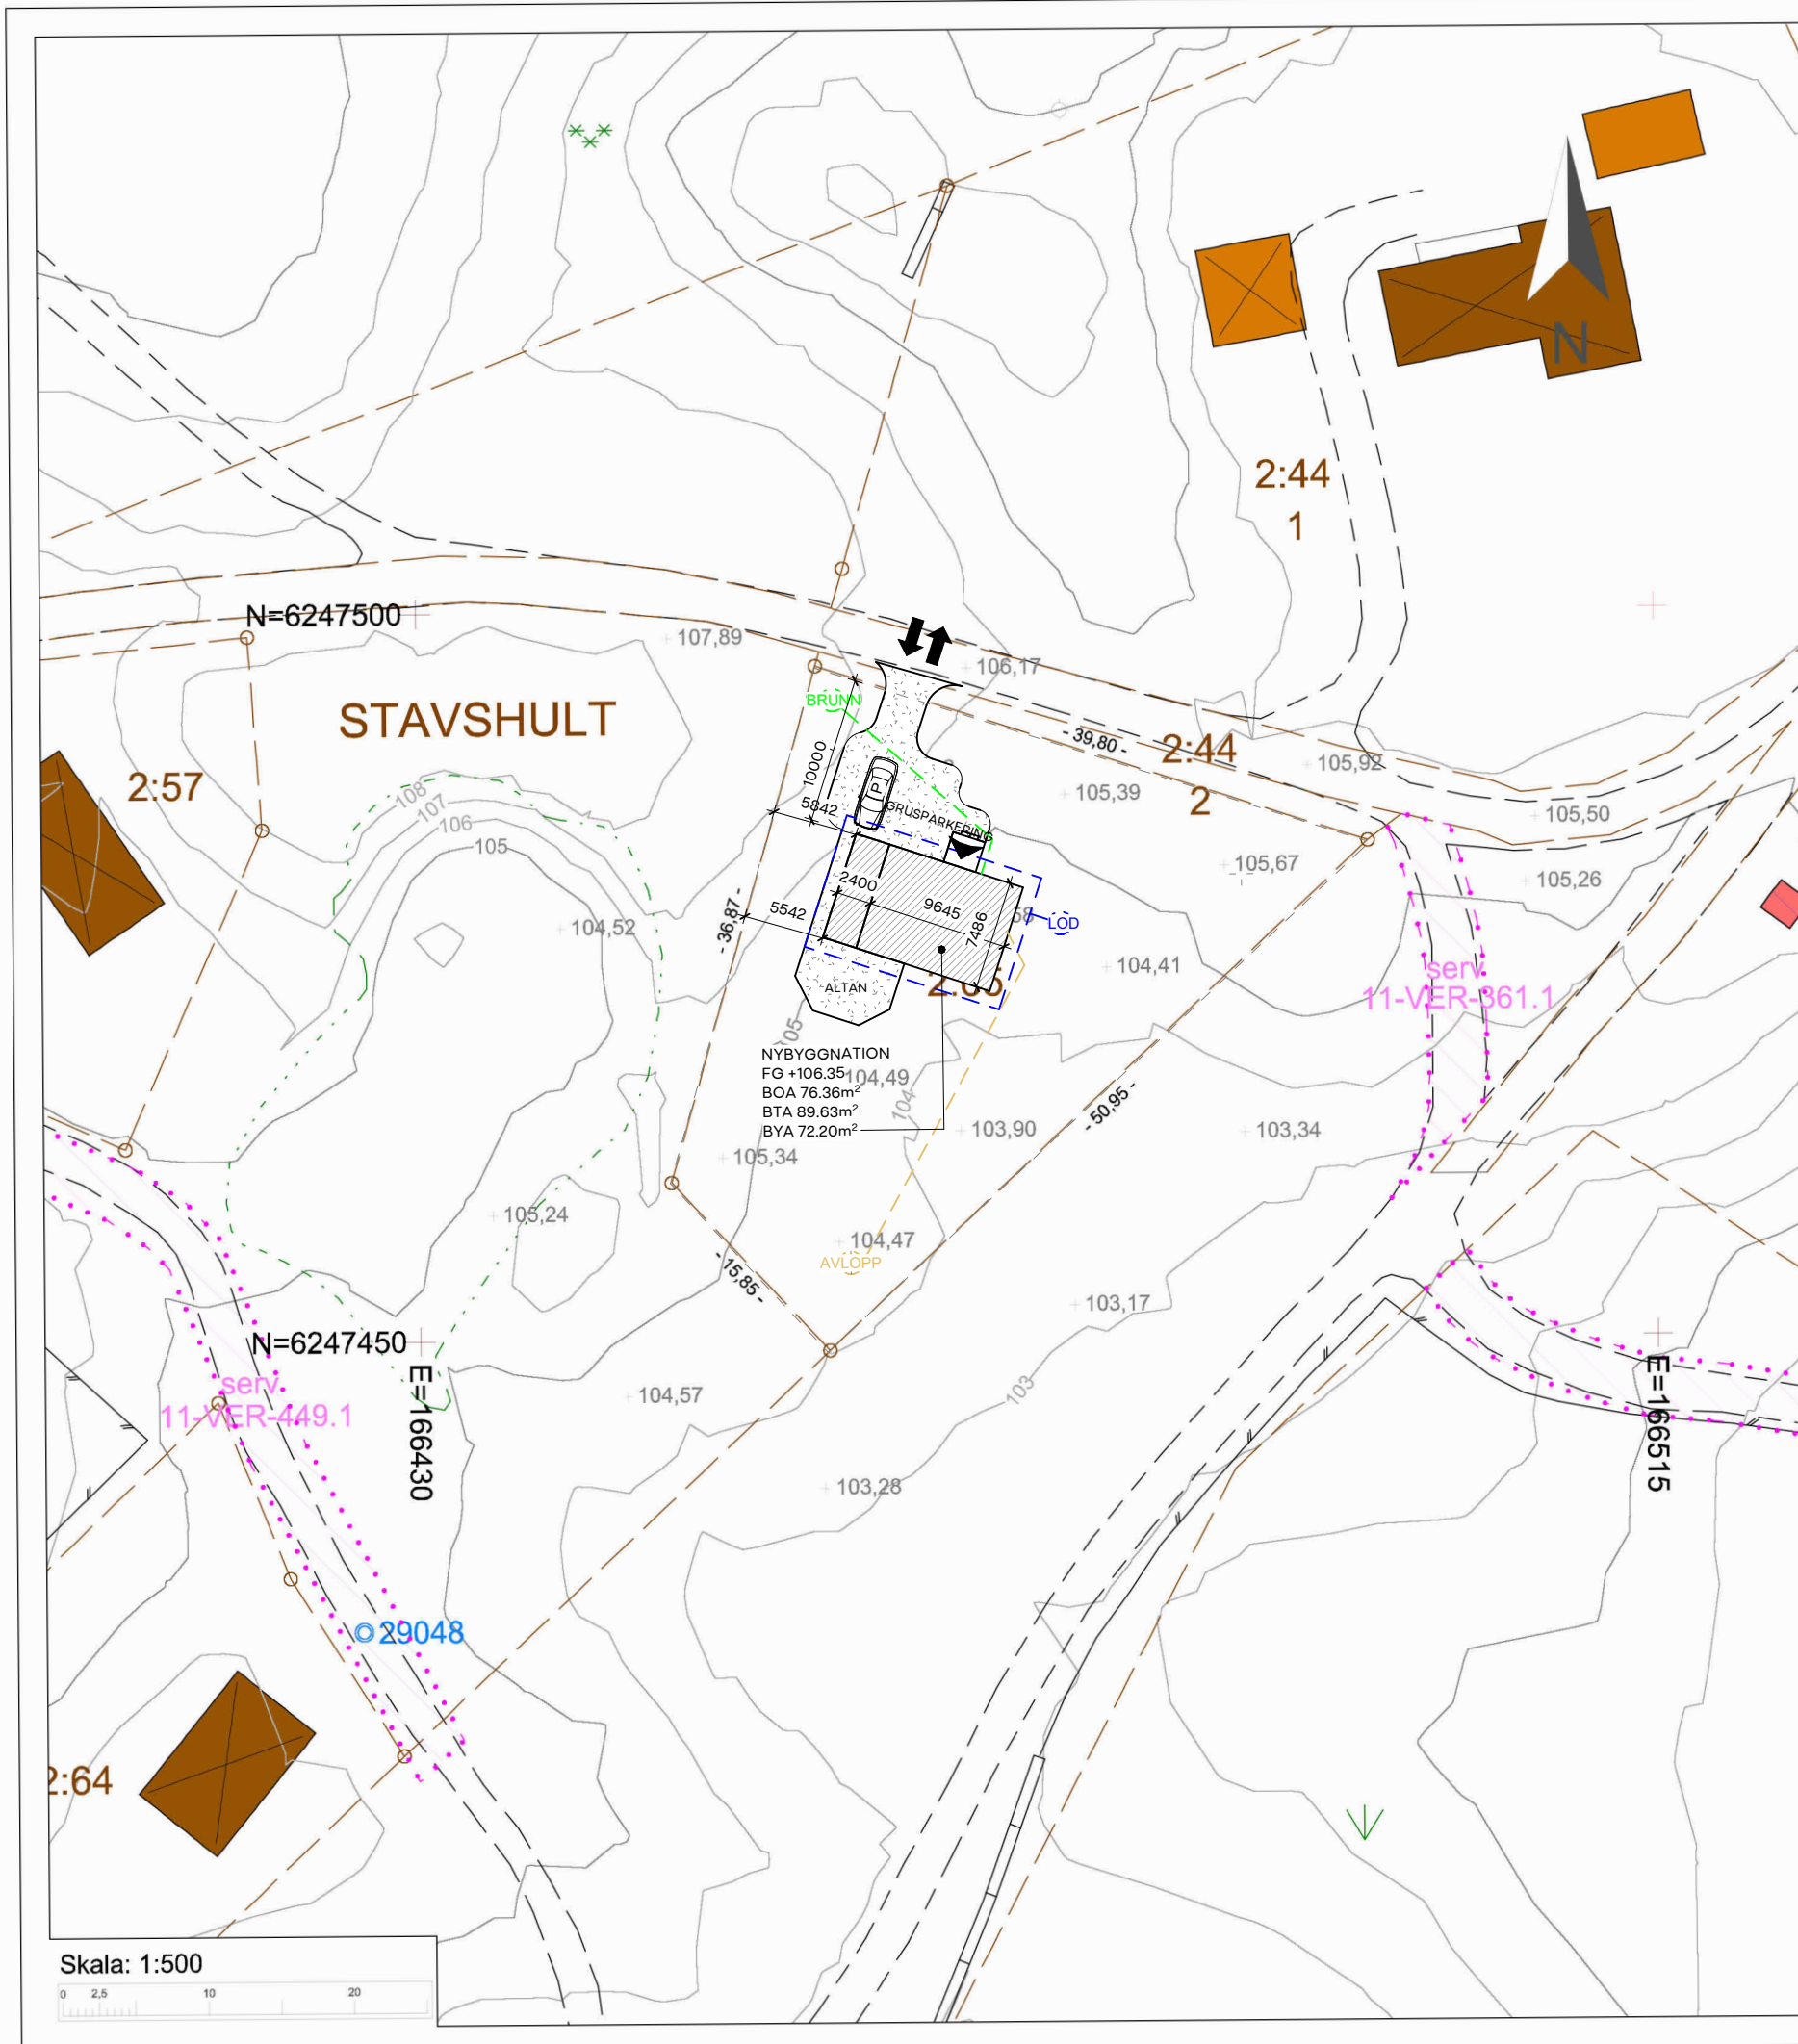 N
2:44
1
N=6247500
107,89
106,17
STAVSHULT
BRUNN
- 39,80 -
2:44
2
105,92
2:57
10000
P
108
107
106
105
5842
GRUSPARKERING
105,39
105,50
105,67
105,26
2400
9645
7486
5542
- 36,87 -
104,52
58
LOD
104,41
serv
11-VER-361.1
ALTAN
NYBYGGNATION
FG +106.35
BOA 76.36m²
BTA 89.63m²
BYA 72.20m²
104,49
104
103,90
- 50,95 -
103,34
105,34
105,24
104,47
AVLOPP
- 15,85 -
103,17
N=6247450
E=166430
serv
11-VER-449.1
104,57
103
E=166515
103,28
29048
2:64
Skala: 1:500
0 2,5 10 20